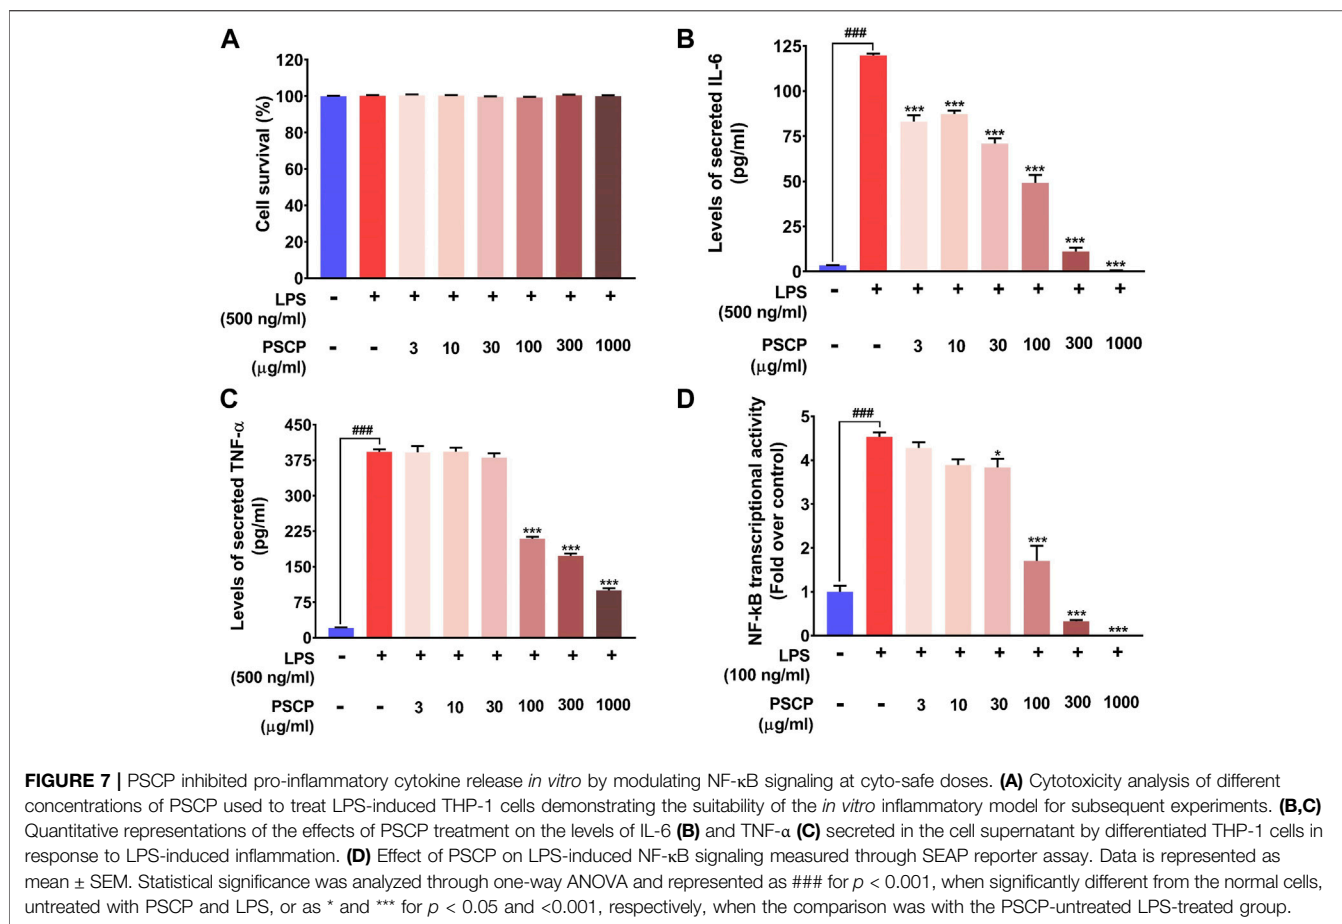 A
Cell survival (%)
120
100
80
60
40
20
0
LPS - + + + + + + +
(500 ng/ml)
PSCP - - 3 10 30 100 300 1000
(μg/ml)
B
Levels of secreted IL-6
(pg/ml)
125
100
75
50
25
0
###
*** *** *** *** *** ***
LPS - + + + + + + +
(500 ng/ml)
PSCP - - 3 10 30 100 300 1000
(μg/ml)
C
Levels of secreted TNF-α
(pg/ml)
450
375
300
225
150
75
0
###
*** *** ***
LPS - + + + + + + +
(500 ng/ml)
PSCP - - 3 10 30 100 300 1000
(μg/ml)
D
NF-kB transcriptional activity
(Fold over control)
5
4
3
2
1
0
###
* *** *** ***
LPS - + + + + + + +
(100 ng/ml)
PSCP - - 3 10 30 100 300 1000
(μg/ml)
FIGURE 7 | PSCP inhibited pro-inflammatory cytokine release in vitro by modulating NF-κB signaling at cyto-safe doses. (A) Cytotoxicity analysis of different
concentrations of PSCP used to treat LPS-induced THP-1 cells demonstrating the suitability of the in vitro inflammatory model for subsequent experiments. (B,C)
Quantitative representations of the effects of PSCP treatment on the levels of IL-6 (B) and TNF-α (C) secreted in the cell supernatant by differentiated THP-1 cells in
response to LPS-induced inflammation. (D) Effect of PSCP on LPS-induced NF-κB signaling measured through SEAP reporter assay. Data is represented as
mean ± SEM. Statistical significance was analyzed through one-way ANOVA and represented as ### for p < 0.001, when significantly different from the normal cells,
untreated with PSCP and LPS, or as * and *** for p < 0.05 and <0.001, respectively, when the comparison was with the PSCP-untreated LPS-treated group.